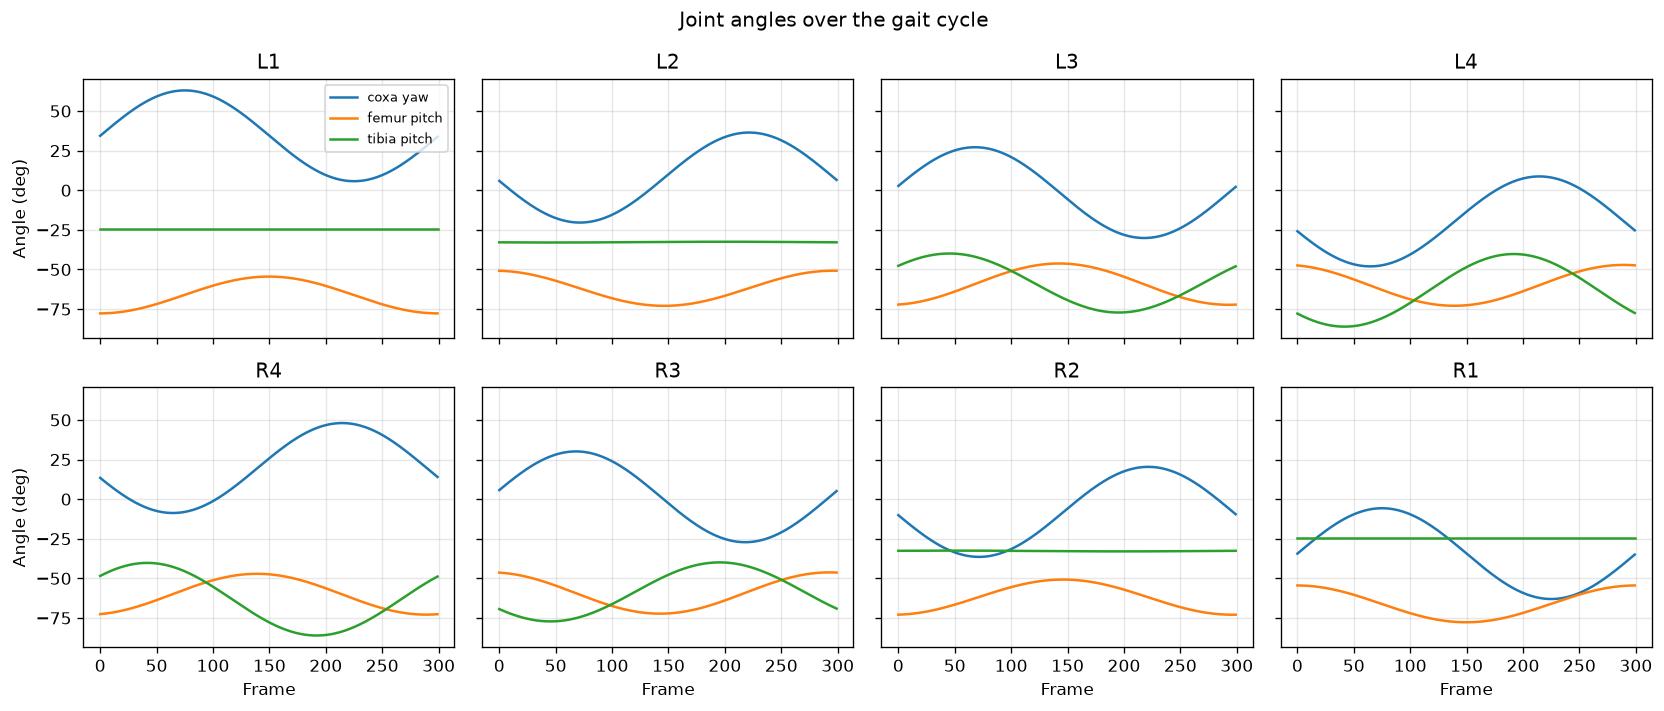 Joint angles over the gait cycle
L1
L2
L3
L4
coxa yaw
femur pitch
tibia pitch
Angle (deg)
50
25
0
−25
−50
−75
R4
R3
R2
R1
Angle (deg)
50
25
0
−25
−50
−75
0 50 100 150 200 250 300
0 50 100 150 200 250 300
0 50 100 150 200 250 300
0 50 100 150 200 250 300
Frame
Frame
Frame
Frame